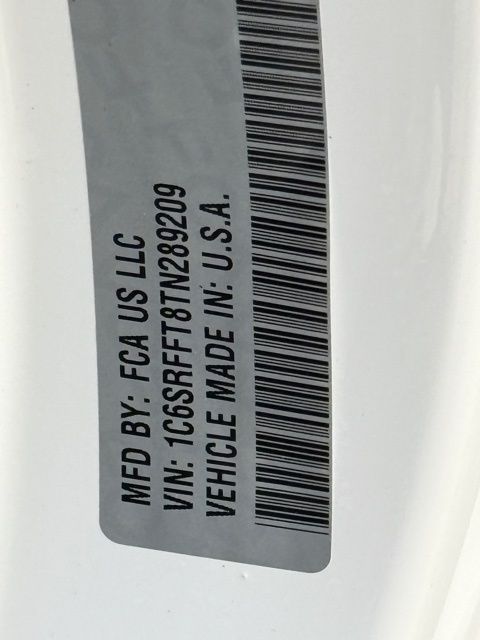 MFD BY: FCA US LLC
VIN: 1C6SRFFT8TN289209
VEHICLE MADE IN: U.S.A.